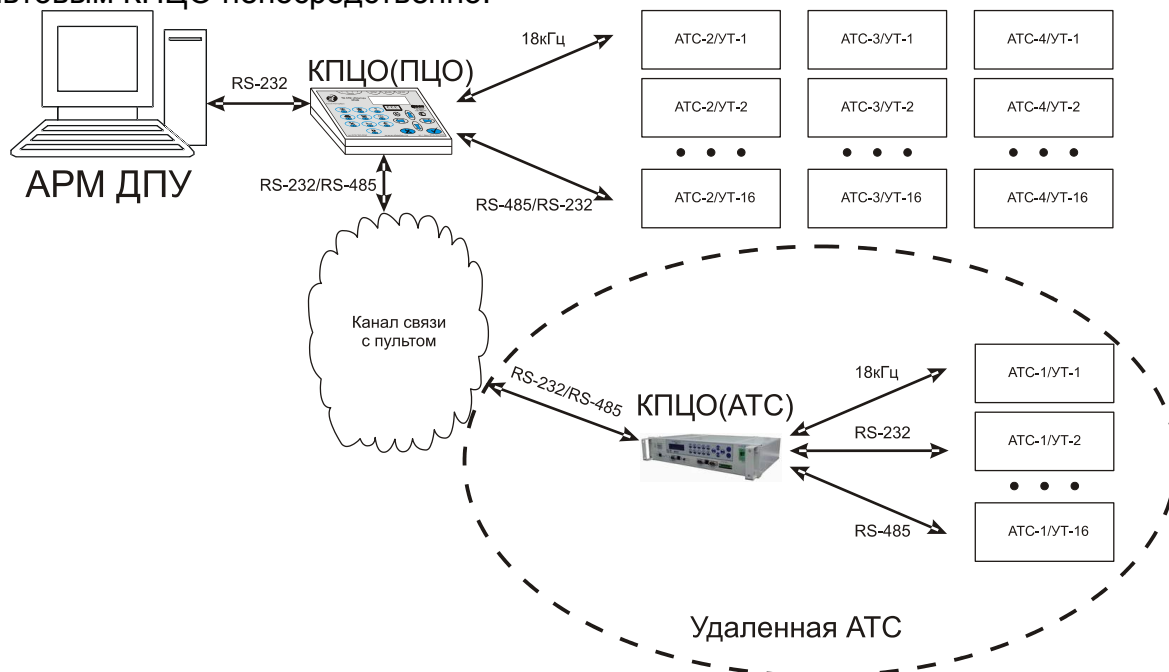 КПЦО непосредственно.
18кГц
АТС-2/УТ-1
АТС-3/УТ-1
АТС-4/УТ-1
КПЦО(ПЦО)
RS-232
АТС-2/УТ-2
АТС-3/УТ-2
АТС-4/УТ-2
АРМ ДПУ
RS-232/RS-485
RS-485/RS-232
АТС-2/УТ-16
АТС-3/УТ-16
АТС-4/УТ-16
Канал связи
с пультом
RS-232/RS-485
КПЦО(АТС)
18кГц
АТС-1/УТ-1
RS-232
АТС-1/УТ-2
RS-485
АТС-1/УТ-16
Удаленная АТС